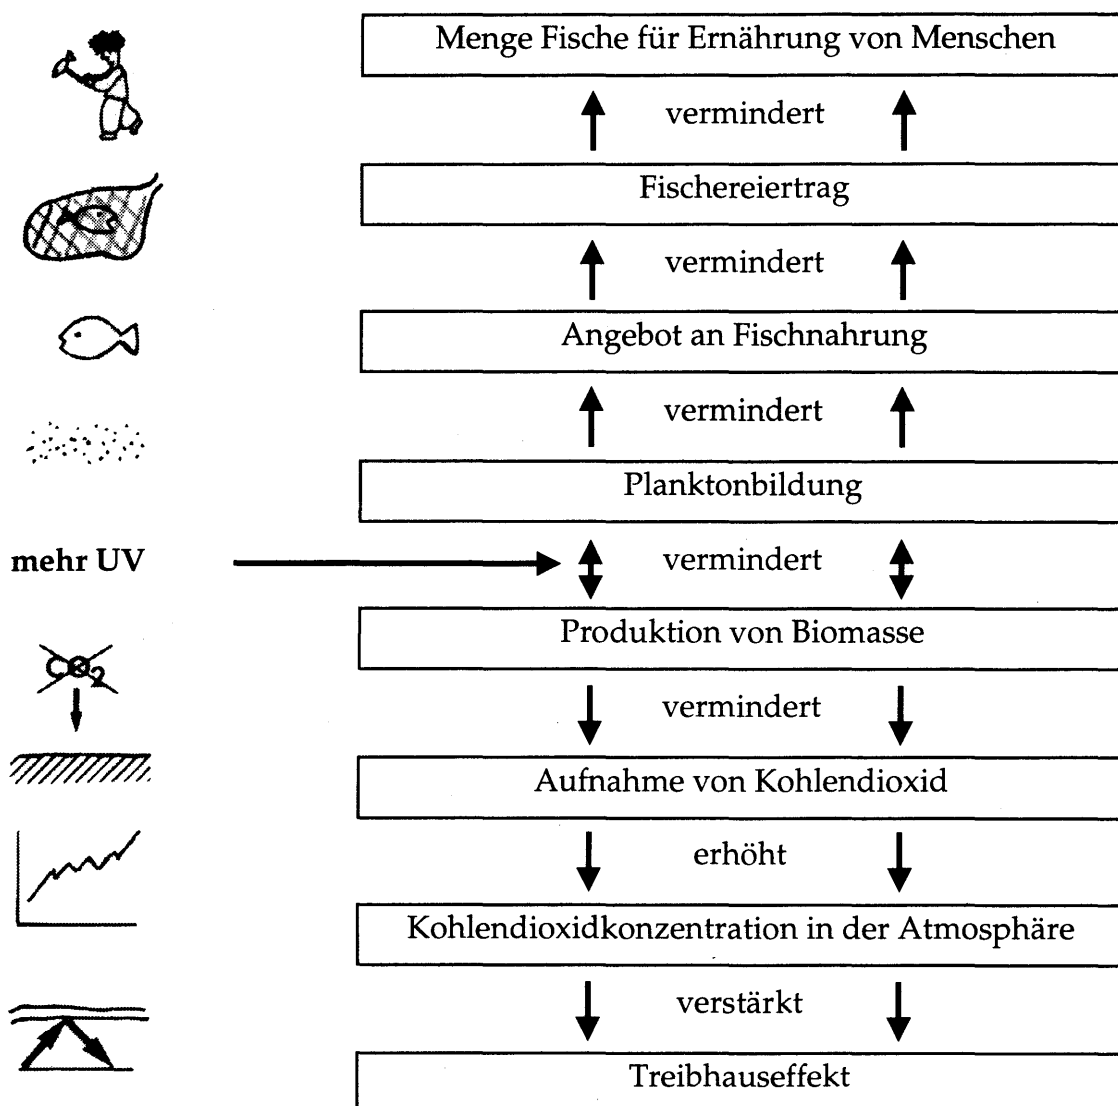 Menge Fische für Ernährung von Menschen
vermindert
Fischereiertrag
vermindert
Angebot an Fischnahrung
vermindert
Planktonbildung
mehr UV
vermindert
Produktion von Biomasse
CO2
vermindert
Aufnahme von Kohlendioxid
erhöht
Kohlendioxidkonzentration in der Atmosphäre
verstärkt
Treibhauseffekt